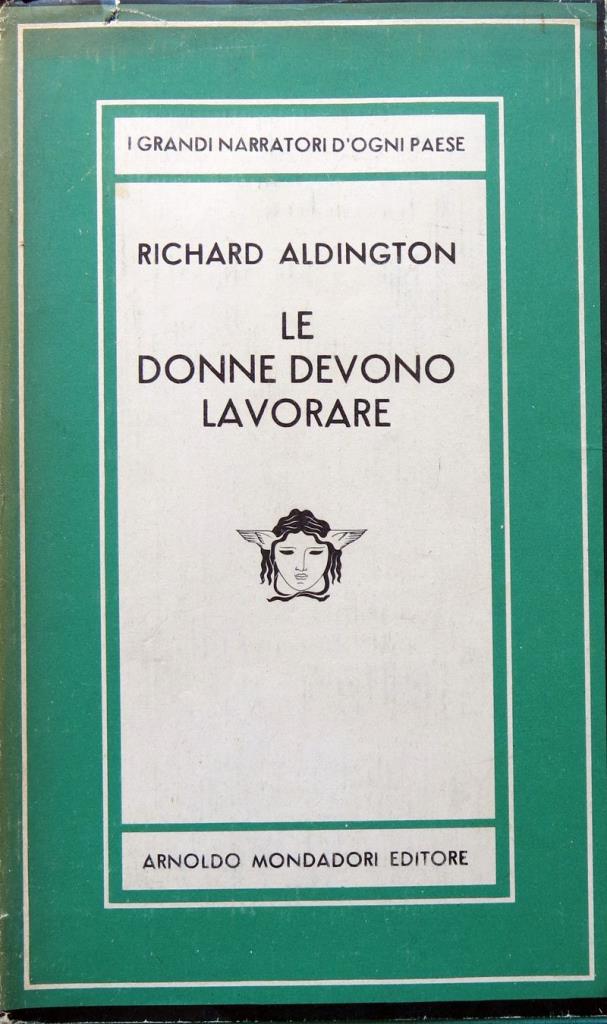 I GRANDI NARRATORI D'OGNI PAESE
RICHARD ALDINGTON
LE
DONNE DEVONO
LAVORARE
ARNOLDO MONDADORI EDITORE